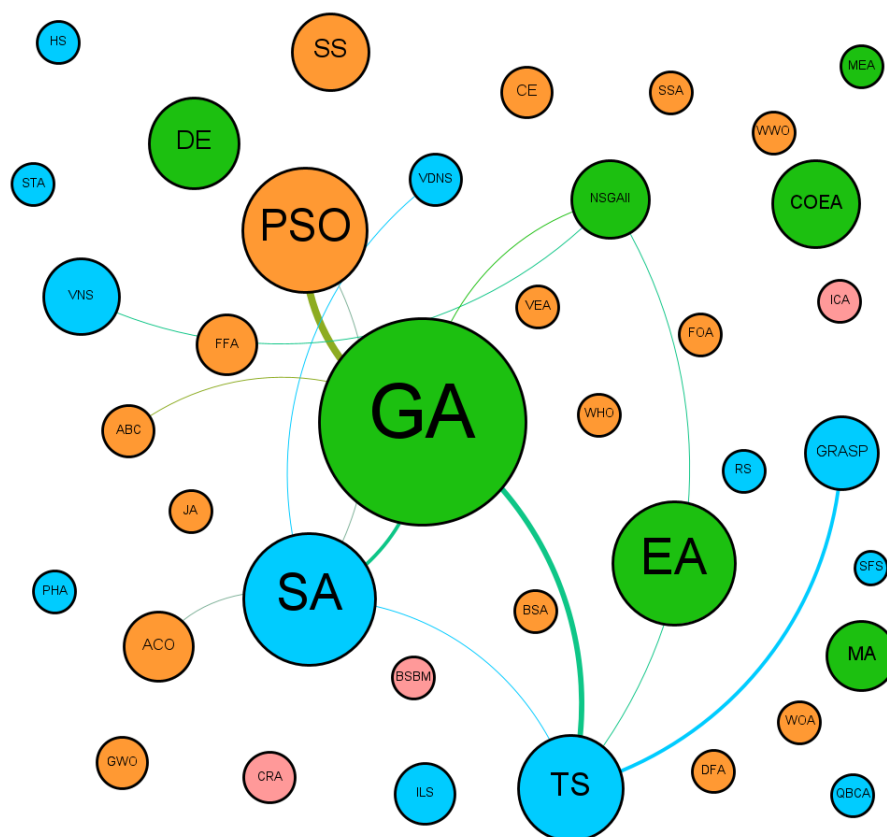 HS
SS
MEA
CE
SSA
WWO
DE
STA
VDNS
NSGAII
COEA
PSO
VNS
VEA
ICA
FFA
FOA
GA
ABC
WHO
GRASP
RS
JA
EA
SFS
PHA
SA
BSA
ACO
MA
BSBM
WOA
GWO
CRA
DFA
TS
ILS
QBCA